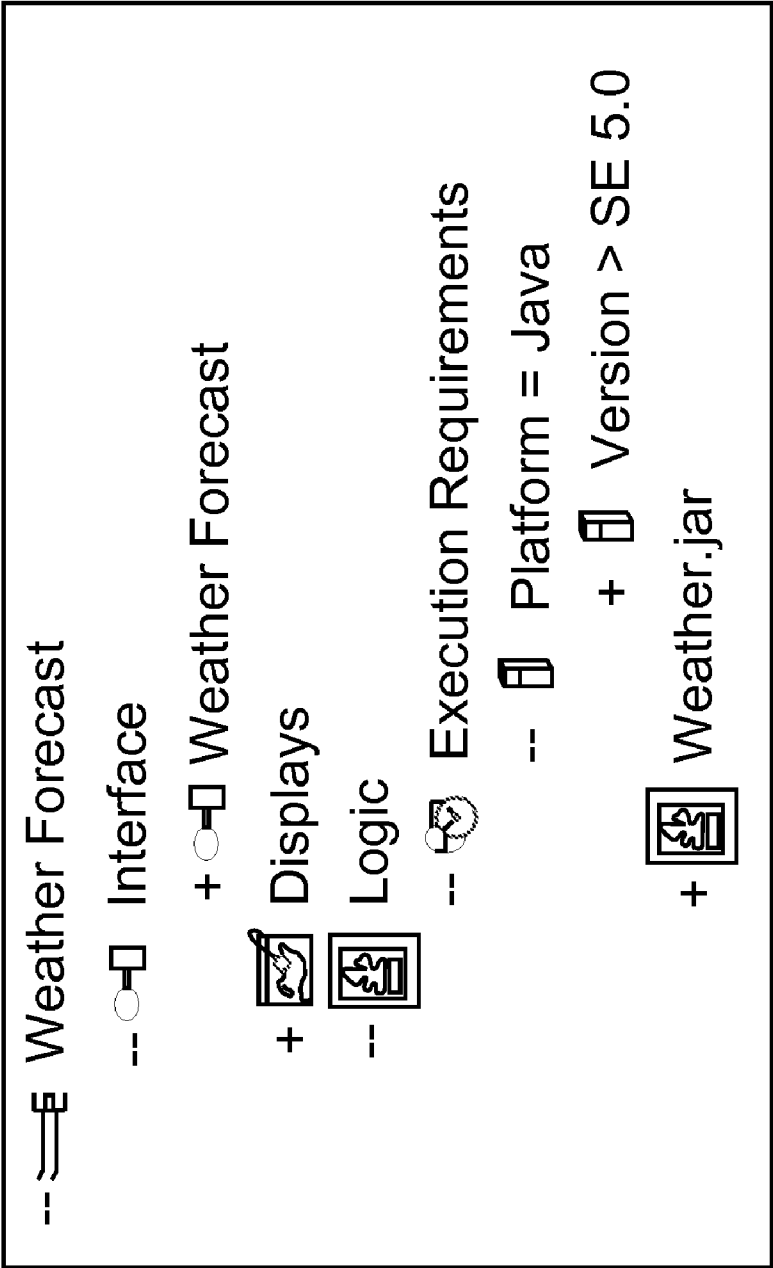 -- Weather Forecast
-- Interface
+ Weather Forecast
+ Displays
-- Logic
-- Execution Requirements
-- Platform = Java
+ Version > SE 5.0
+ Weather.jar